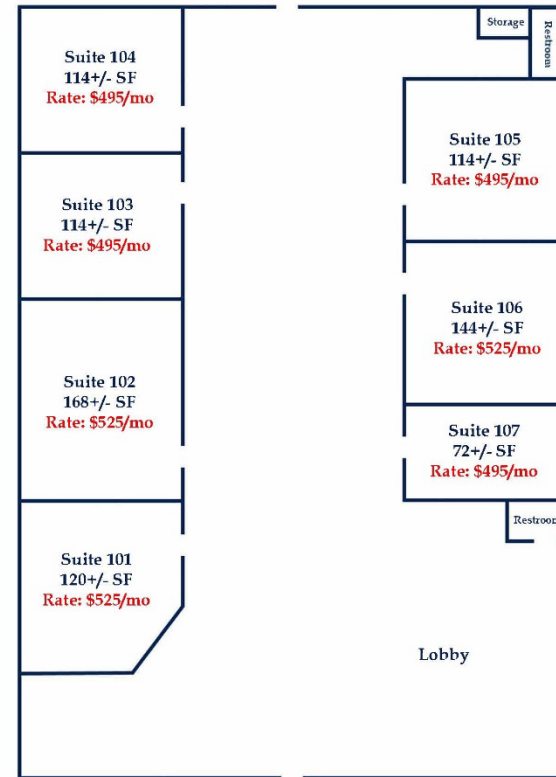 Storage
Restroom
Suite 104
114+/- SF
Rate: $495/mo
Suite 105
114+/- SF
Rate: $495/mo
Suite 103
114+/- SF
Rate: $495/mo
Suite 106
144+/- SF
Rate: $525/mo
Suite 102
168+/- SF
Rate: $525/mo
Suite 107
72+/- SF
Rate: $495/mo
Restroom
Suite 101
120+/- SF
Rate: $525/mo
Lobby